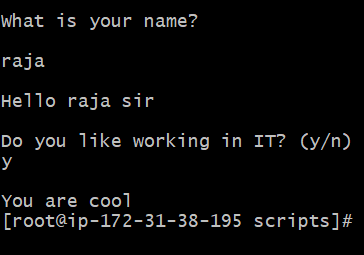 What is your name?
raja
Hello raja sir
Do you like working in IT? (y/n)
y
You are cool
[root@ip-172-31-38-195 scripts]#